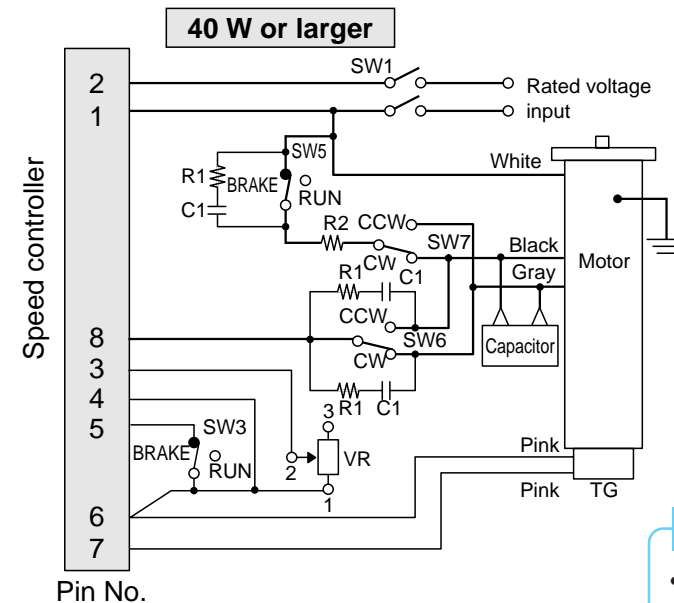 40 W or larger
Speed controller
2
1
8
3
4
5
6
7
Pin No.
SW1
Rated voltage
input
SW5
R1
BRAKE
RUN
C1
White
R2
CCW
SW7
CW
Black
Gray
Motor
R1
C1
CCW
SW6
CW
R1
C1
Capacitor
SW3
BRAKE
RUN
3
2
VR
1
Pink
Pink
TG